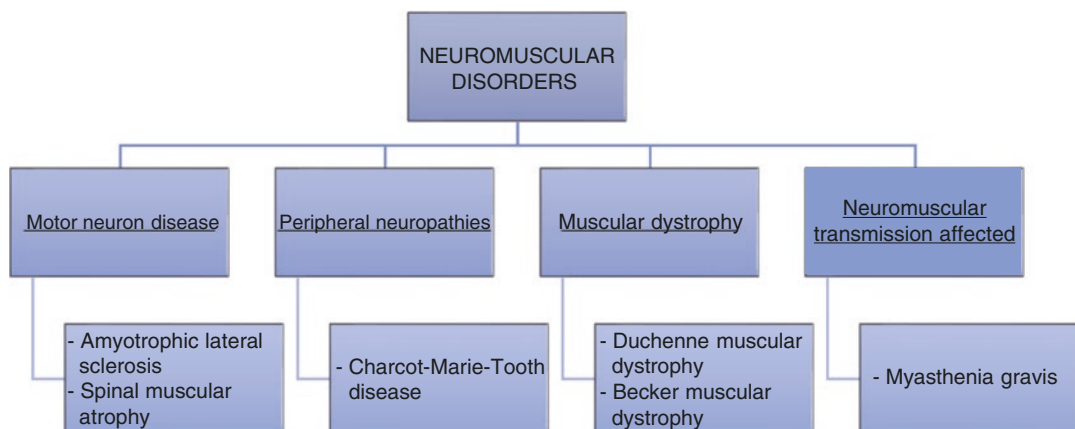 NEUROMUSCULAR
DISORDERS
Motor neuron disease
Peripheral neuropathies
Muscular dystrophy
Neuromuscular
transmission affected
- Amyotrophic lateral
sclerosis
- Spinal muscular
atrophy
- Charcot-Marie-Tooth
disease
- Duchenne muscular
dystrophy
- Becker muscular
dystrophy
- Myasthenia gravis